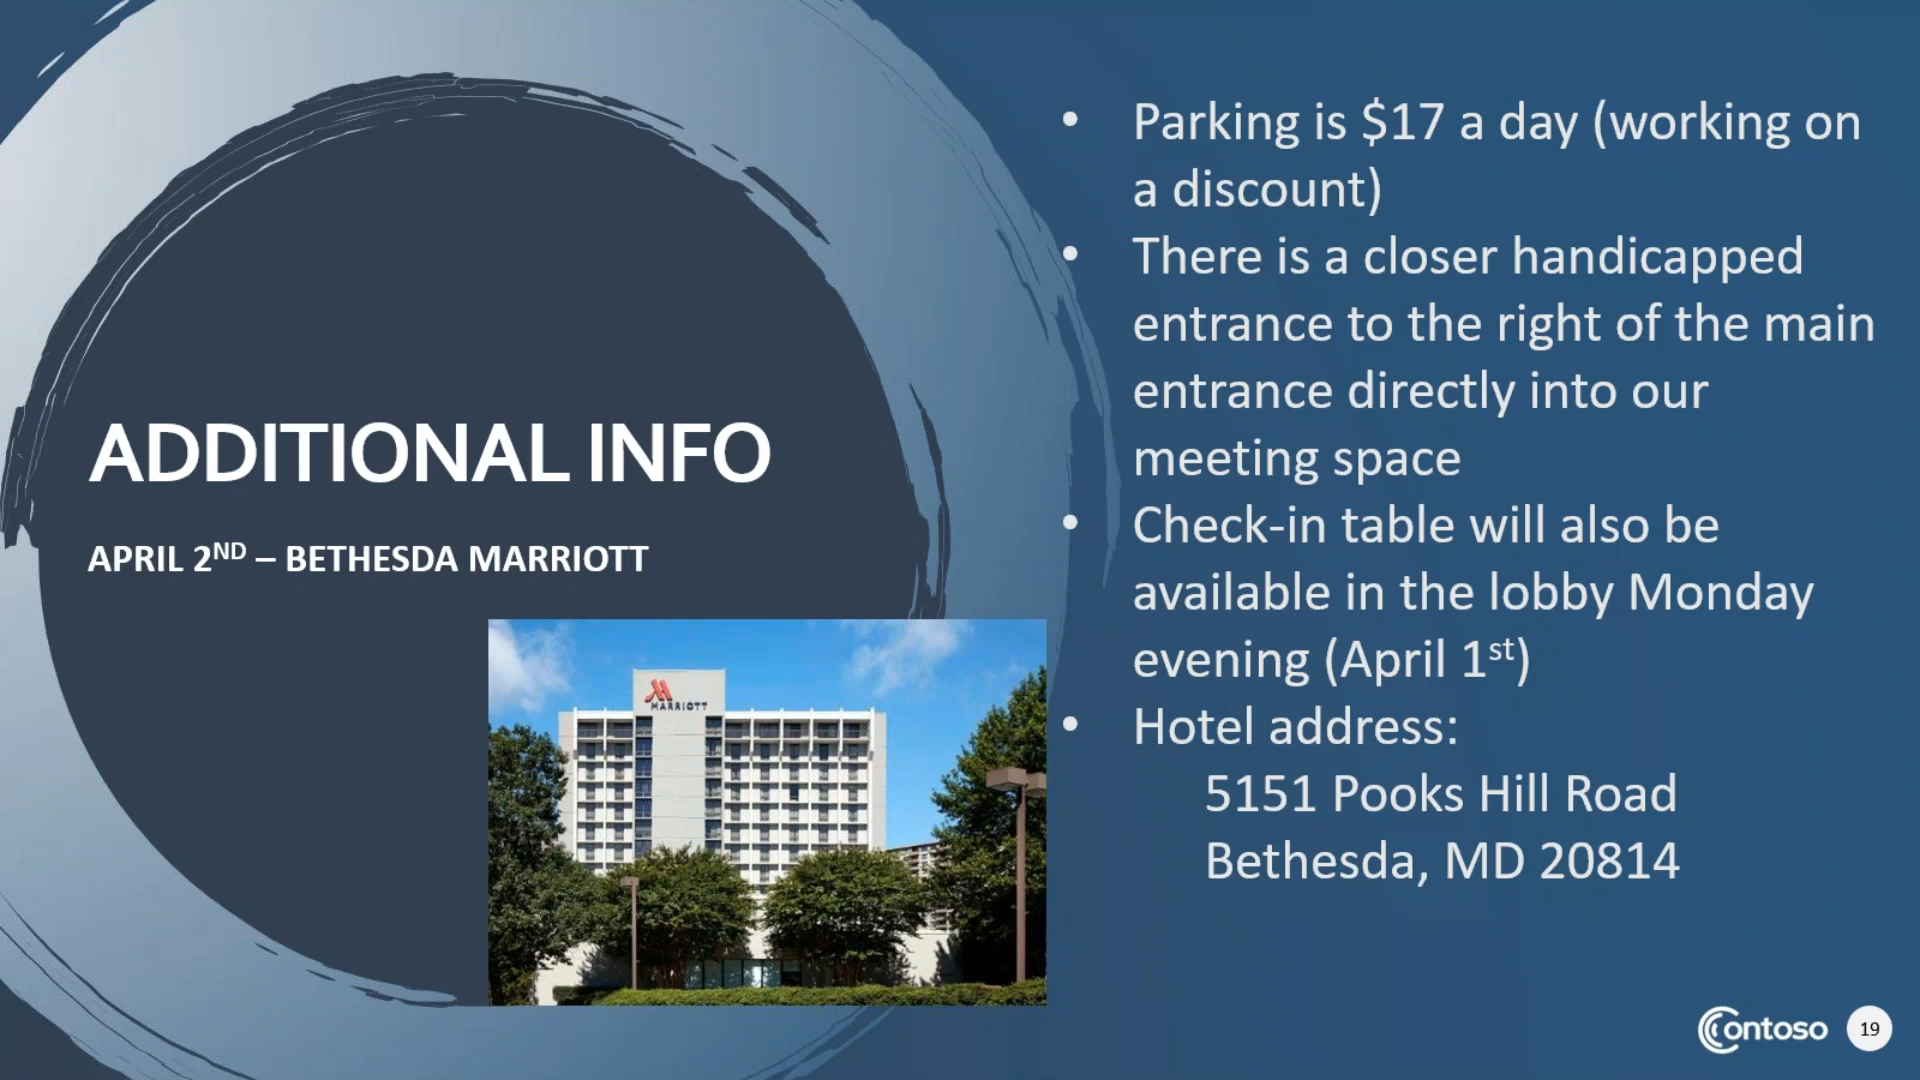 ADDITIONAL INFO
APRIL 2ND – BETHESDA MARRIOTT
MARRIOTT
• Parking is $17 a day (working on
a discount)
• There is a closer handicapped
entrance to the right of the main
entrance directly into our
meeting space
• Check-in table will also be
available in the lobby Monday
evening (April 1st)
• Hotel address:
5151 Pooks Hill Road
Bethesda, MD 20814
Contoso
19